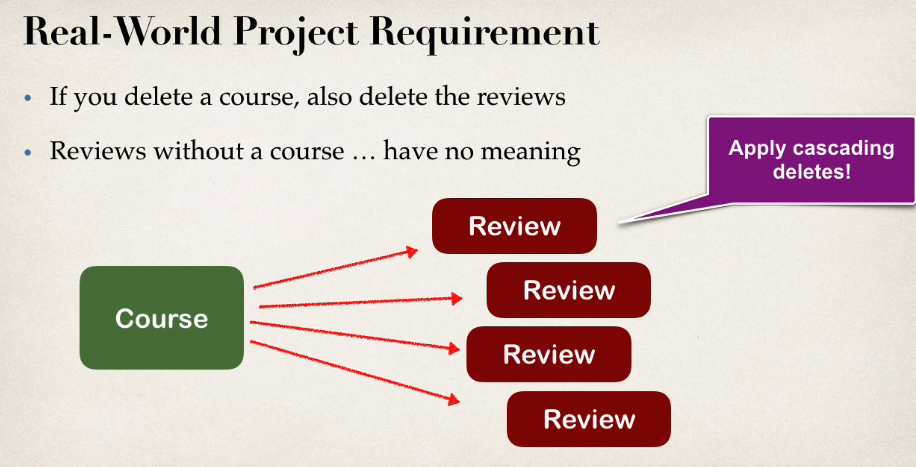 Real-World Project Requirement
• If you delete a course, also delete the reviews
• Reviews without a course … have no meaning
Apply cascading
deletes!
Review
Review
Course
Review
Review